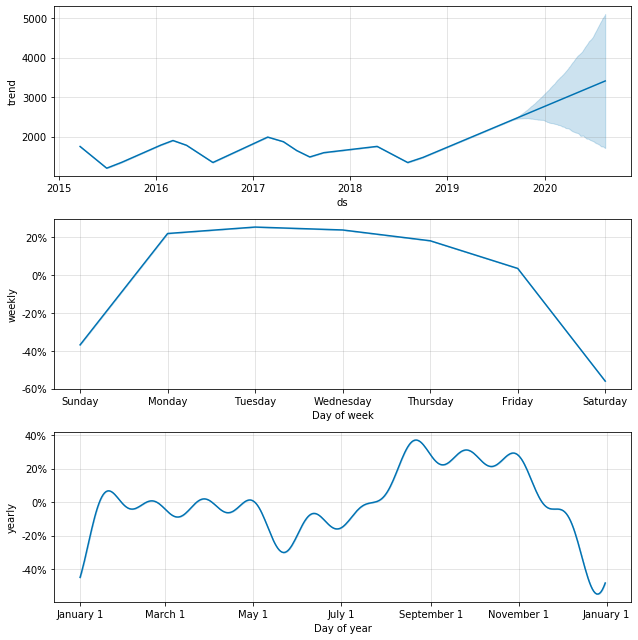 5000
4000
3000
2000
trend
2015 2016 2017 2018 2019 2020
ds
20%
0%
-20%
-40%
-60%
weekly
Sunday Monday Tuesday Wednesday Thursday Friday Saturday
Day of week
40%
20%
0%
-20%
-40%
yearly
January 1 March 1 May 1 July 1 September 1 November 1 January 1
Day of year